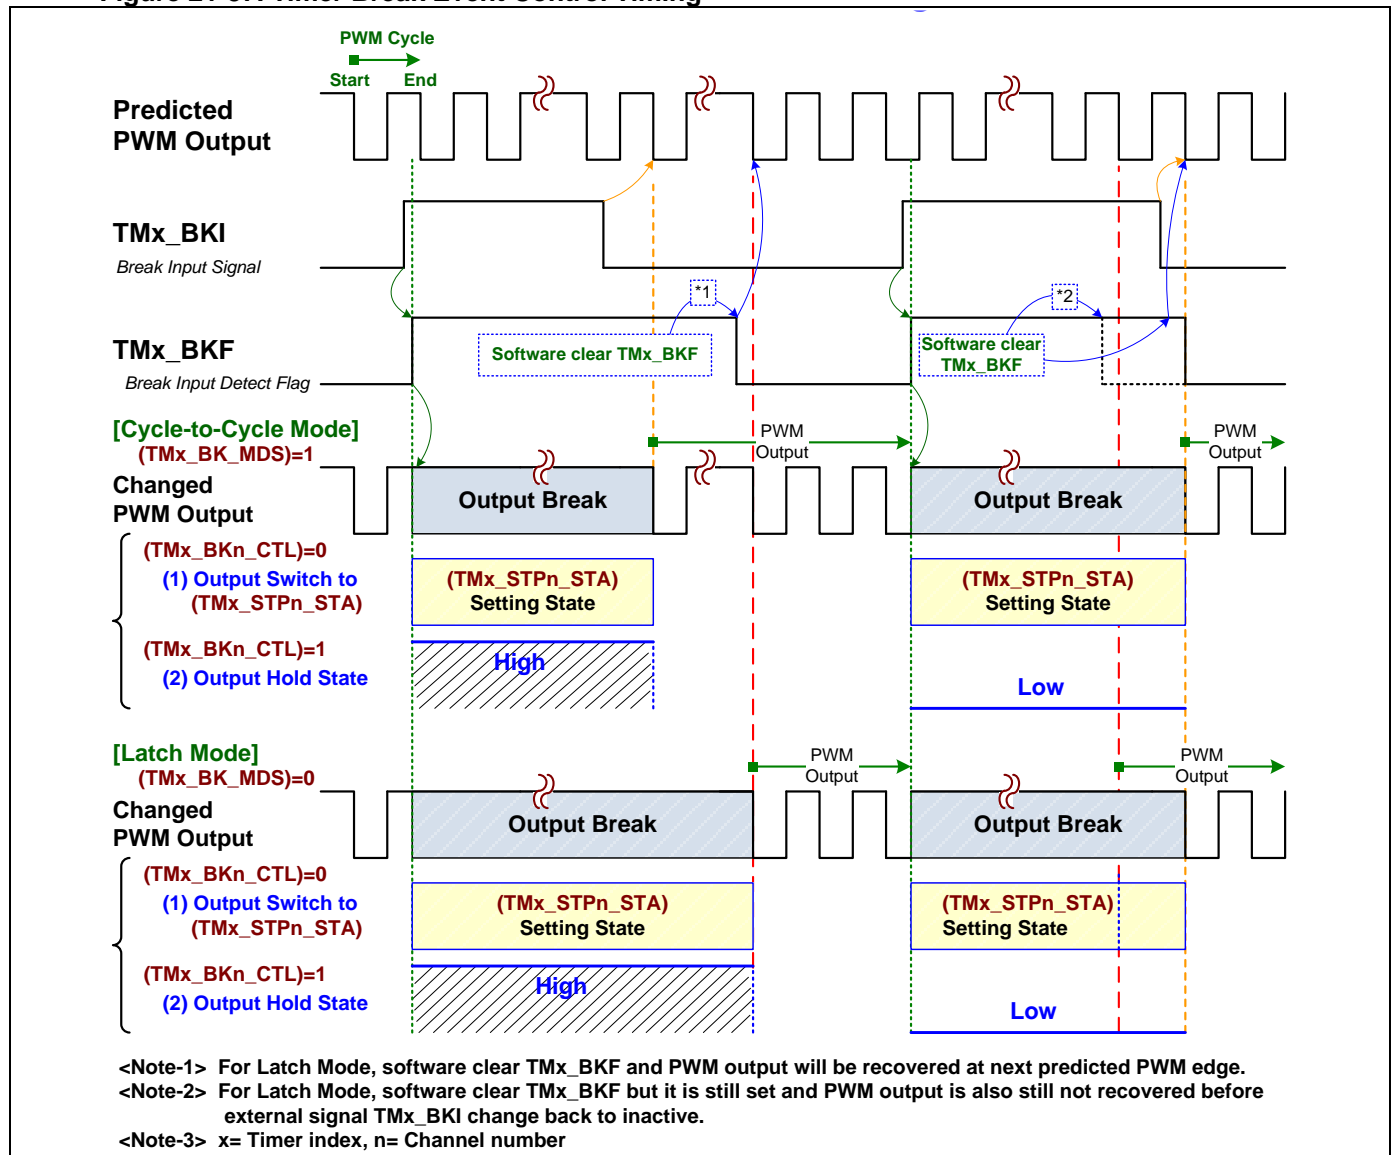 Figure 21-3. Timer Break Event Control Timing
PWM Cycle
Start End
Predicted
PWM Output
TMx_BKI
Break Input Signal
*1
*2
TMx_BKF
Break Input Detect Flag
Software clear TMx_BKF
Software clear
TMx_BKF
[Cycle-to-Cycle Mode]
(TMx_BK_MDS)=1
PWM
Output
PWM
Output
Changed
PWM Output
Output Break
Output Break
(TMx_BKn_CTL)=0
(1) Output Switch to
(TMx_STPn_STA)
(TMx_STPn_STA)
Setting State
(TMx_STPn_STA)
Setting State
(TMx_BKn_CTL)=1
(2) Output Hold State
High
Low
[Latch Mode]
(TMx_BK_MDS)=0
PWM
Output
PWM
Output
Changed
PWM Output
Output Break
Output Break
(TMx_BKn_CTL)=0
(1) Output Switch to
(TMx_STPn_STA)
(TMx_STPn_STA)
Setting State
(TMx_STPn_STA)
Setting State
(TMx_BKn_CTL)=1
(2) Output Hold State
High
Low
<Note-1> For Latch Mode, software clear TMx_BKF and PWM output will be recovered at next predicted PWM edge.
<Note-2> For Latch Mode, software clear TMx_BKF but it is still set and PWM output is also still not recovered before
external signal TMx_BKI change back to inactive.
<Note-3> x= Timer index, n= Channel number